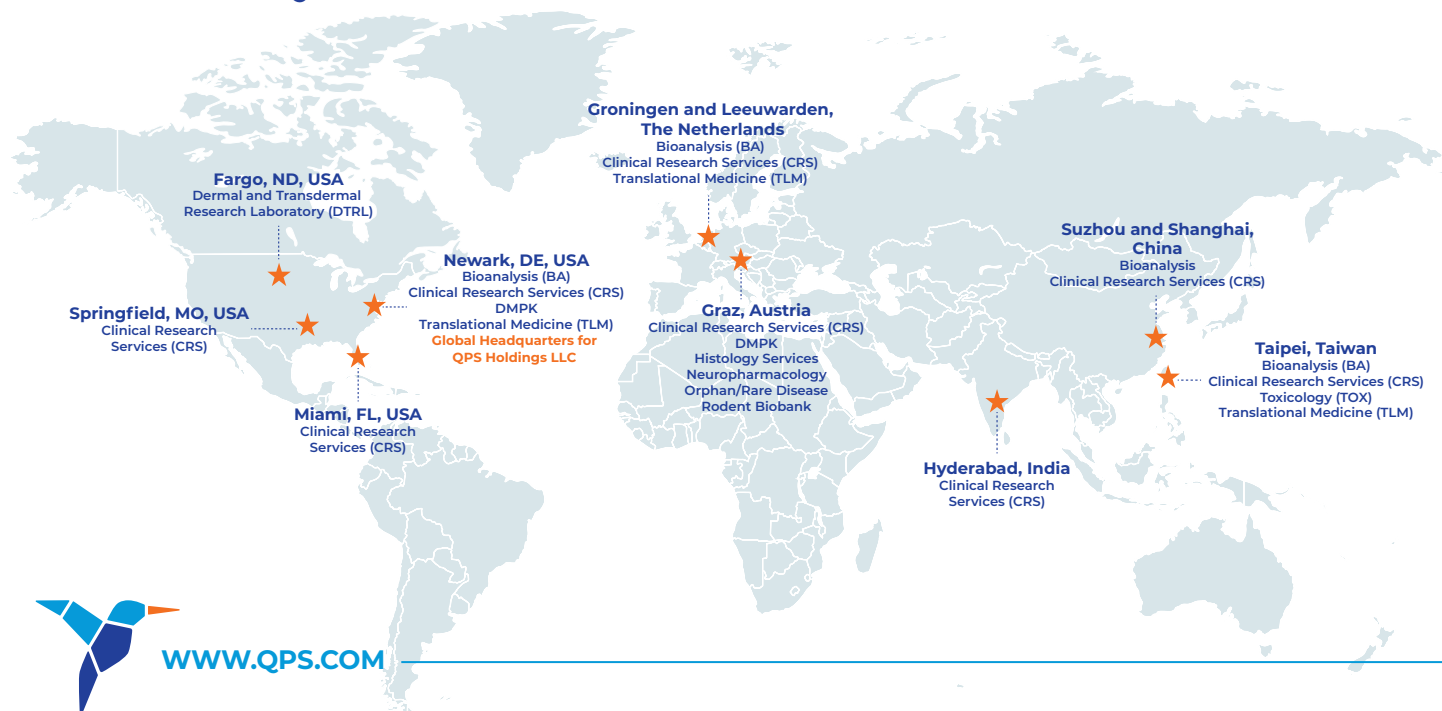 Groningen and Leeuwarden,
The Netherlands
Bioanalysis (BA)
Clinical Research Services (CRS)
Translational Medicine (TLM)
Fargo, ND, USA
Dermal and Transdermal
Research Laboratory (DTRL)
Newark, DE, USA
Bioanalysis (BA)
Clinical Research Services (CRS)
DMPK
Translational Medicine (TLM)
Global Headquarters for
QPS Holdings LLC
Springfield, MO, USA
Clinical Research
Services (CRS)
Miami, FL, USA
Clinical Research
Services (CRS)
Graz, Austria
Clinical Research Services (CRS)
DMPK
Histology Services
Neuropharmacology
Orphan/Rare Disease
Rodent Biobank
Suzhou and Shanghai,
China
Bioanalysis
Clinical Research Services (CRS)
Taipei, Taiwan
Bioanalysis (BA)
Clinical Research Services (CRS)
Toxicology (TOX)
Translational Medicine (TLM)
Hyderabad, India
Clinical Research
Services (CRS)
WWW.QPS.COM